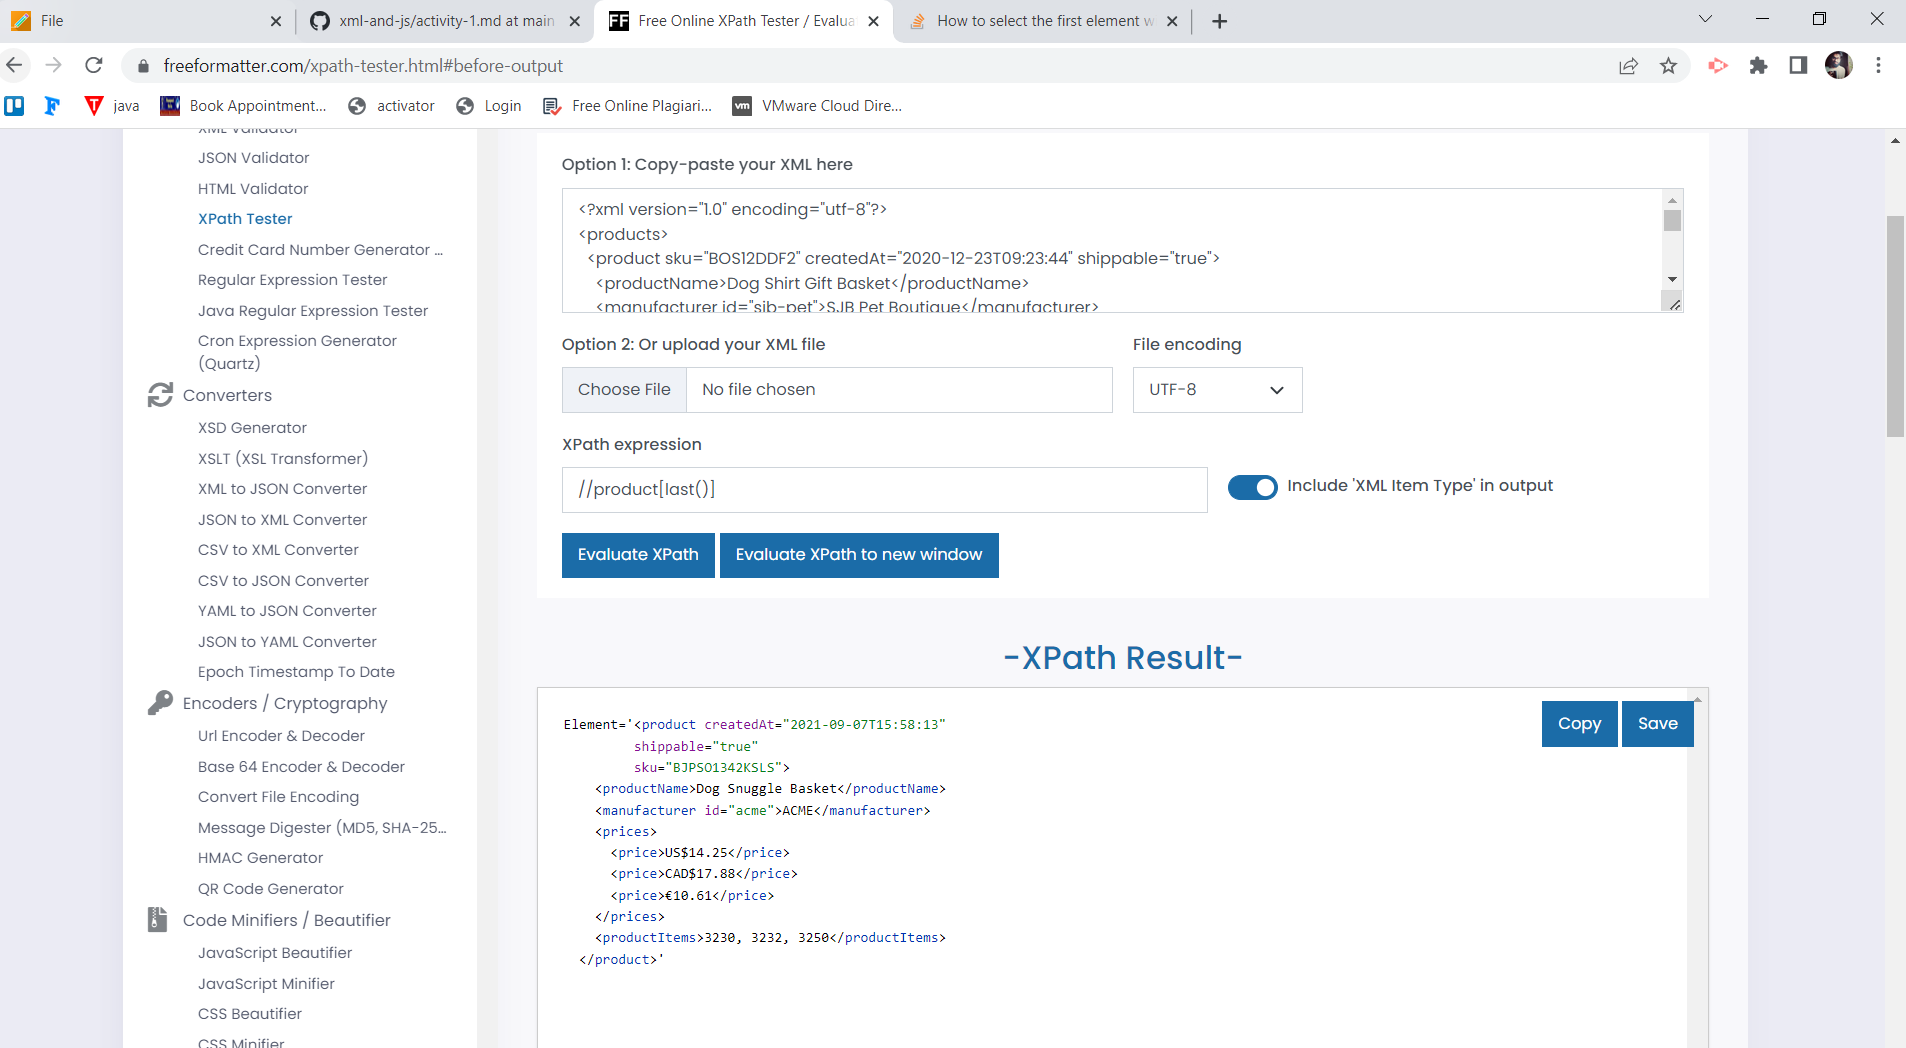 File
xml-and-js/activity-1.md at main
Free Online XPath Tester / Evalua
How to select the first element w
freeformatter.com/xpath-tester.html#before-output
java
Book Appointment...
activator
Login
Free Online Plagiari...
vm
VMware Cloud Dire...
XML Validator
JSON Validator
HTML Validator
XPath Tester
Credit Card Number Generator ...
Regular Expression Tester
Java Regular Expression Tester
Cron Expression Generator
(Quartz)
Converters
XSD Generator
XSLT (XSL Transformer)
XML to JSON Converter
JSON to XML Converter
CSV to XML Converter
CSV to JSON Converter
YAML to JSON Converter
JSON to YAML Converter
Epoch Timestamp To Date
Encoders / Cryptography
Url Encoder & Decoder
Base 64 Encoder & Decoder
Convert File Encoding
Message Digester (MD5, SHA-25...
HMAC Generator
QR Code Generator
Code Minifiers / Beautifier
JavaScript Beautifier
JavaScript Minifier
CSS Beautifier
CSS Minifier
Option 1: Copy-paste your XML here
<?xml version="1.0" encoding="utf-8"?>
<products>
<product sku="BOS12DDF2" createdAt="2020-12-23T09:23:44" shippable="true">
<productName>Dog Shirt Gift Basket</productName>
<manufacturer id="sjb-pet">SJB Pet Boutique</manufacturer>
Option 2: Or upload your XML file
File encoding
Choose File
No file chosen
UTF-8
XPath expression
//product[last()]
Include 'XML Item Type' in output
Evaluate XPath
Evaluate XPath to new window
-XPath Result-
Copy
Save
Element='<product createdAt="2021-09-07T15:58:13"
shippable="true"
sku="BJPSO1342KSLS">
<productName>Dog Snuggle Basket</productName>
<manufacturer id="acme">ACME</manufacturer>
<prices>
<price>US$14.25</price>
<price>CAD$17.88</price>
<price>€10.61</price>
</prices>
<productItems>3230, 3232, 3250</productItems>
</product>'